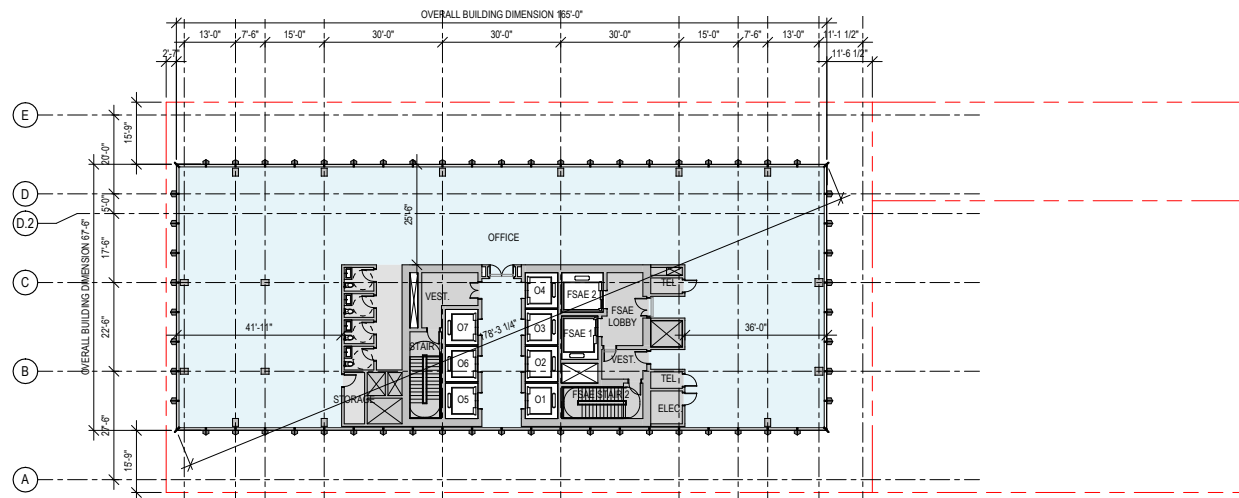 OVERALL BUILDING DIMENSION 165'-0"
13'-0" 7'-6" 15'-0" 30'-0" 30'-0" 30'-0" 15'-0" 7'-6" 13'-0" 11'-1 1/2"
2'-7" 11'-6 1/2"
E
15'-9"
20'-0"
D
5'-0"
D.2
OVERALL BUILDING DIMENSION 67'-6"
17'-6"
25'-6"
OFFICE
C
VEST.
O4
FSAE 2
TEL
FSAE
LOBBY
22'-6"
41'-11"
O7
O3
FSAE 1
178'-3 1/4"
36'-0"
STAIR
O6
O2
VEST.
B
TEL
STORAGE
O5
O1
FSAE STAIR 2
ELEC.
27'-6"
15'-9"
A